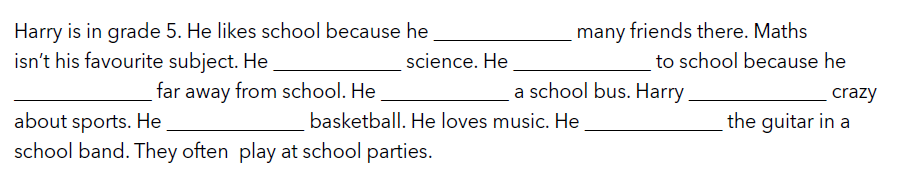 Harry is in grade 5. He likes school because he ______________ many friends there. Maths
isn't his favourite subject. He _____________ science. He ______________ to school because he
______________ far away from school. He _____________ a school bus. Harry ______________ crazy
about sports. He ______________ basketball. He loves music. He ______________ the guitar in a
school band. They often  play at school parties.